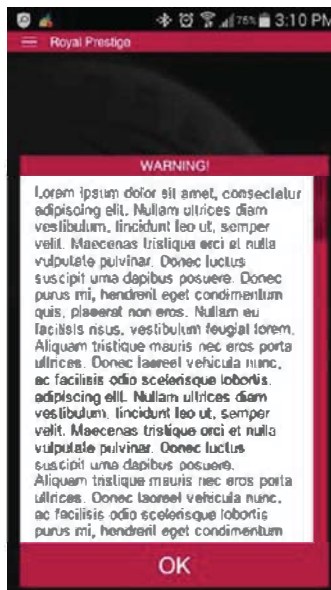 75% 3:10 PM
Royal Prestige
WARNING!
Lorem ipsum dolor sit amet, consectetur
adipiscing elit. Nullam ultrices diam
vestibulum, tincidunt leo ut, semper
velit. Maecenas tristique orci et nulla
vulputate pulvinar. Donec luctus
suscipit urna dapibus posuere. Donec
purus mi, hendrerit eget condimentum
quis, placerat non eros. Nullam eu
facilisis risus, vestibulum feugiat lorem.
Aliquam tristique mauris nec eros porta
ultrices. Donec laoreet vehicula nunc,
ac facilisis odio scelerisque lobortis.
adipiscing elit. Nullam ultrices diam
vestibulum, tincidunt leo ut, semper
velit. Maecenas tristique orci et nulla
vulputate pulvinar. Donec luctus
suscipit urna dapibus posuere.
Aliquam tristique mauris nec eros porta
ultrices. Donec laoreet vehicula nunc,
ac facilisis odio scelerisque lobortis
purus mi, hendrerit eget condimentum
OK